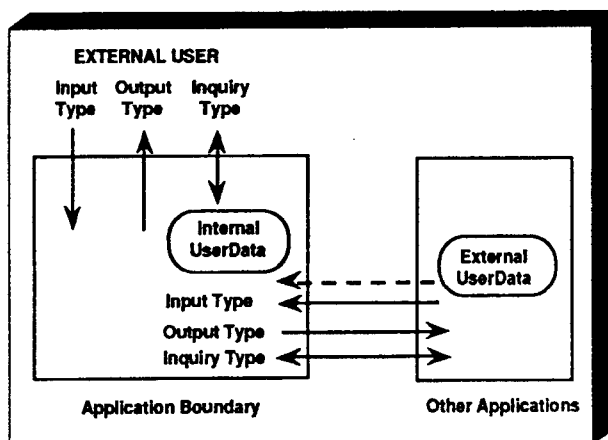 EXTERNAL USER
Input Output Inquiry
Type Type Type
Internal
UserData
External
UserData
Input Type
Output Type
Inquiry Type
Application Boundary
Other Applications